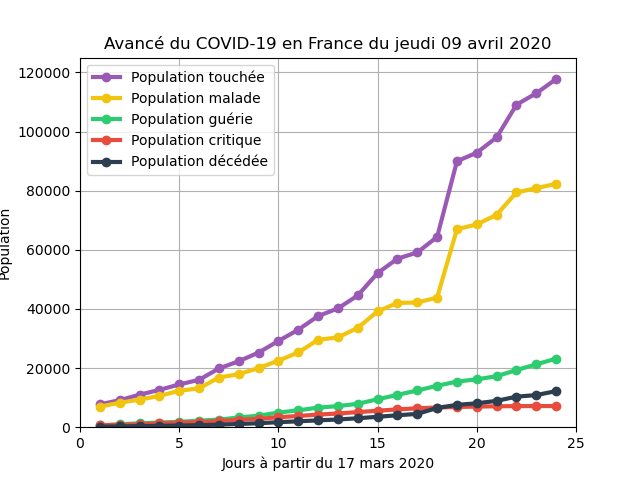 Avancé du COVID-19 en France du jeudi 09 avril 2020
120000
100000
80000
60000
40000
20000
0
Population
Population touchée
Population malade
Population guérie
Population critique
Population décédée
0 5 10 15 20 25
Jours à partir du 17 mars 2020